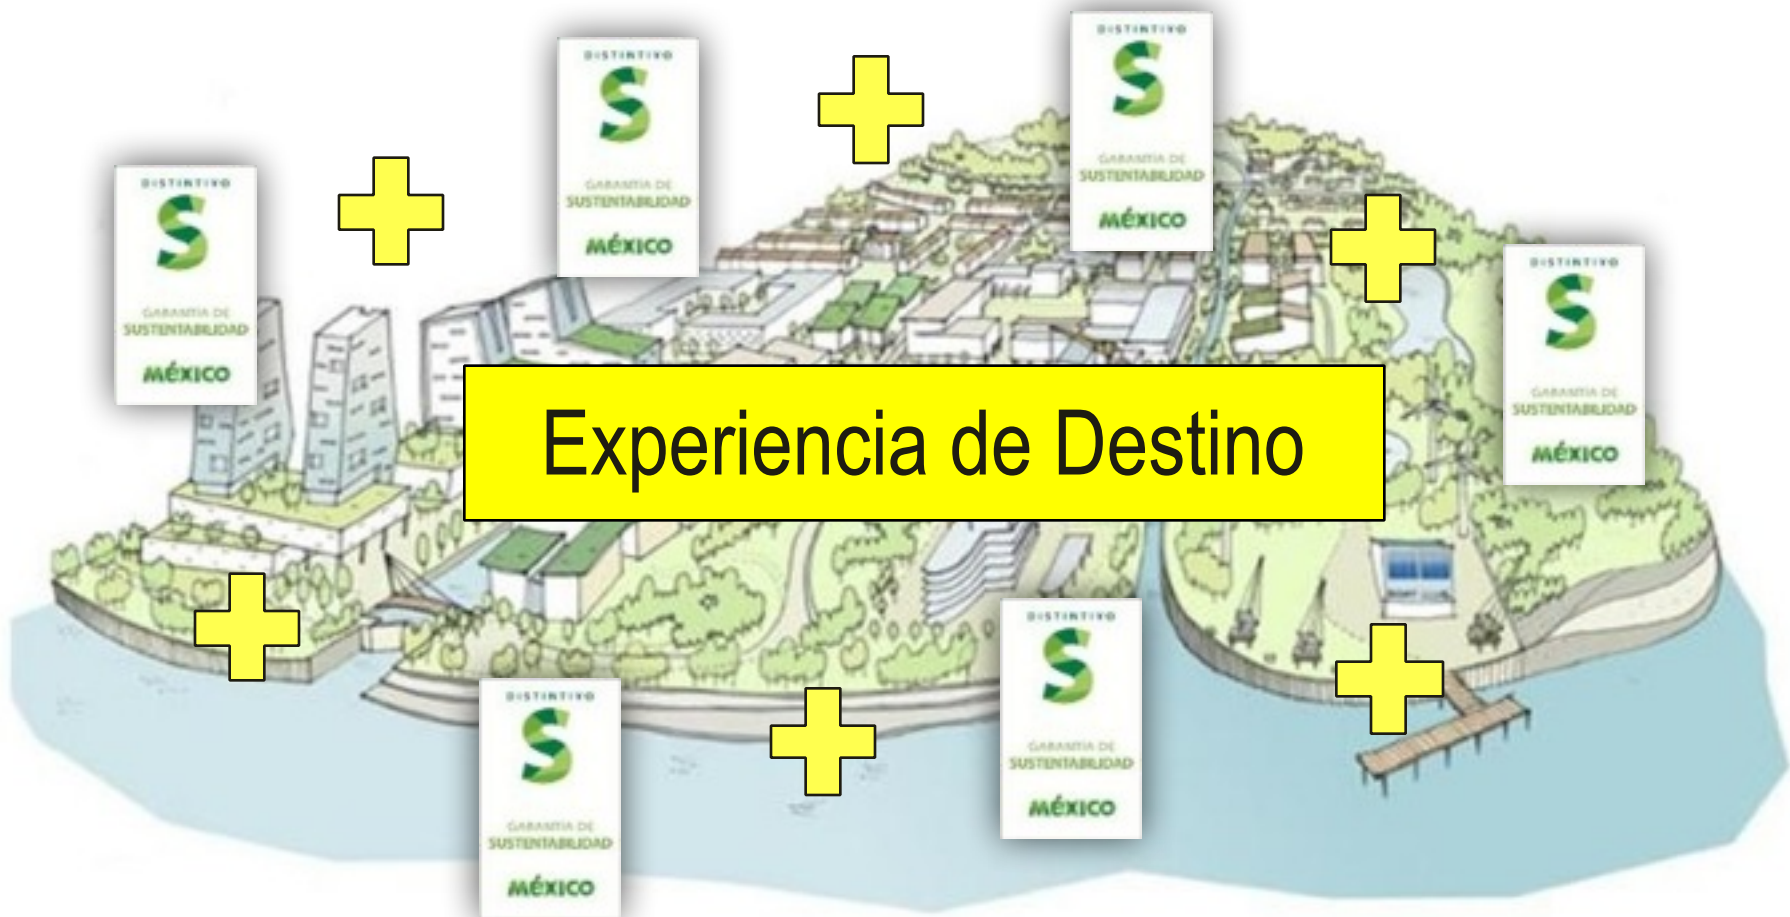 DISTINTIVO
S
GARANTÍA DE
SUSTENTABILIDAD
MÉXICO
DISTINTIVO
S
GARANTÍA DE
SUSTENTABILIDAD
MÉXICO
DISTINTIVO
S
GARANTÍA DE
SUSTENTABILIDAD
MÉXICO
DISTINTIVO
S
GARANTÍA DE
SUSTENTABILIDAD
MÉXICO
Experiencia de Destino
DISTINTIVO
S
GARANTÍA DE
SUSTENTABILIDAD
MÉXICO
DISTINTIVO
S
GARANTÍA DE
SUSTENTABILIDAD
MÉXICO